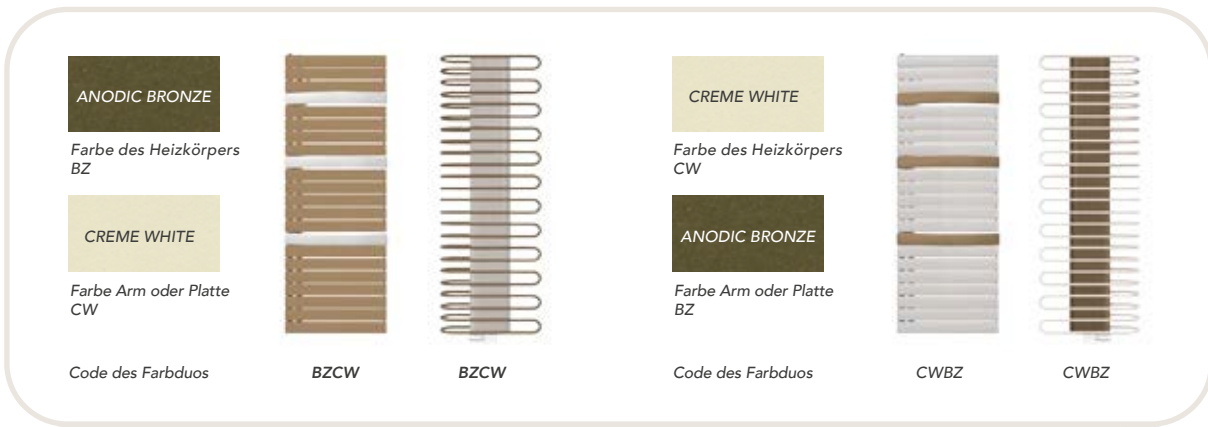 ANODIC BRONZE
Farbe des Heizkörpers
BZ
CREME WHITE
Farbe Arm oder Platte
CW
Code des Farbduos
BZCW
BZCW
CREME WHITE
Farbe des Heizkörpers
CW
ANODIC BRONZE
Farbe Arm oder Platte
BZ
Code des Farbduos
CWBZ
CWBZ